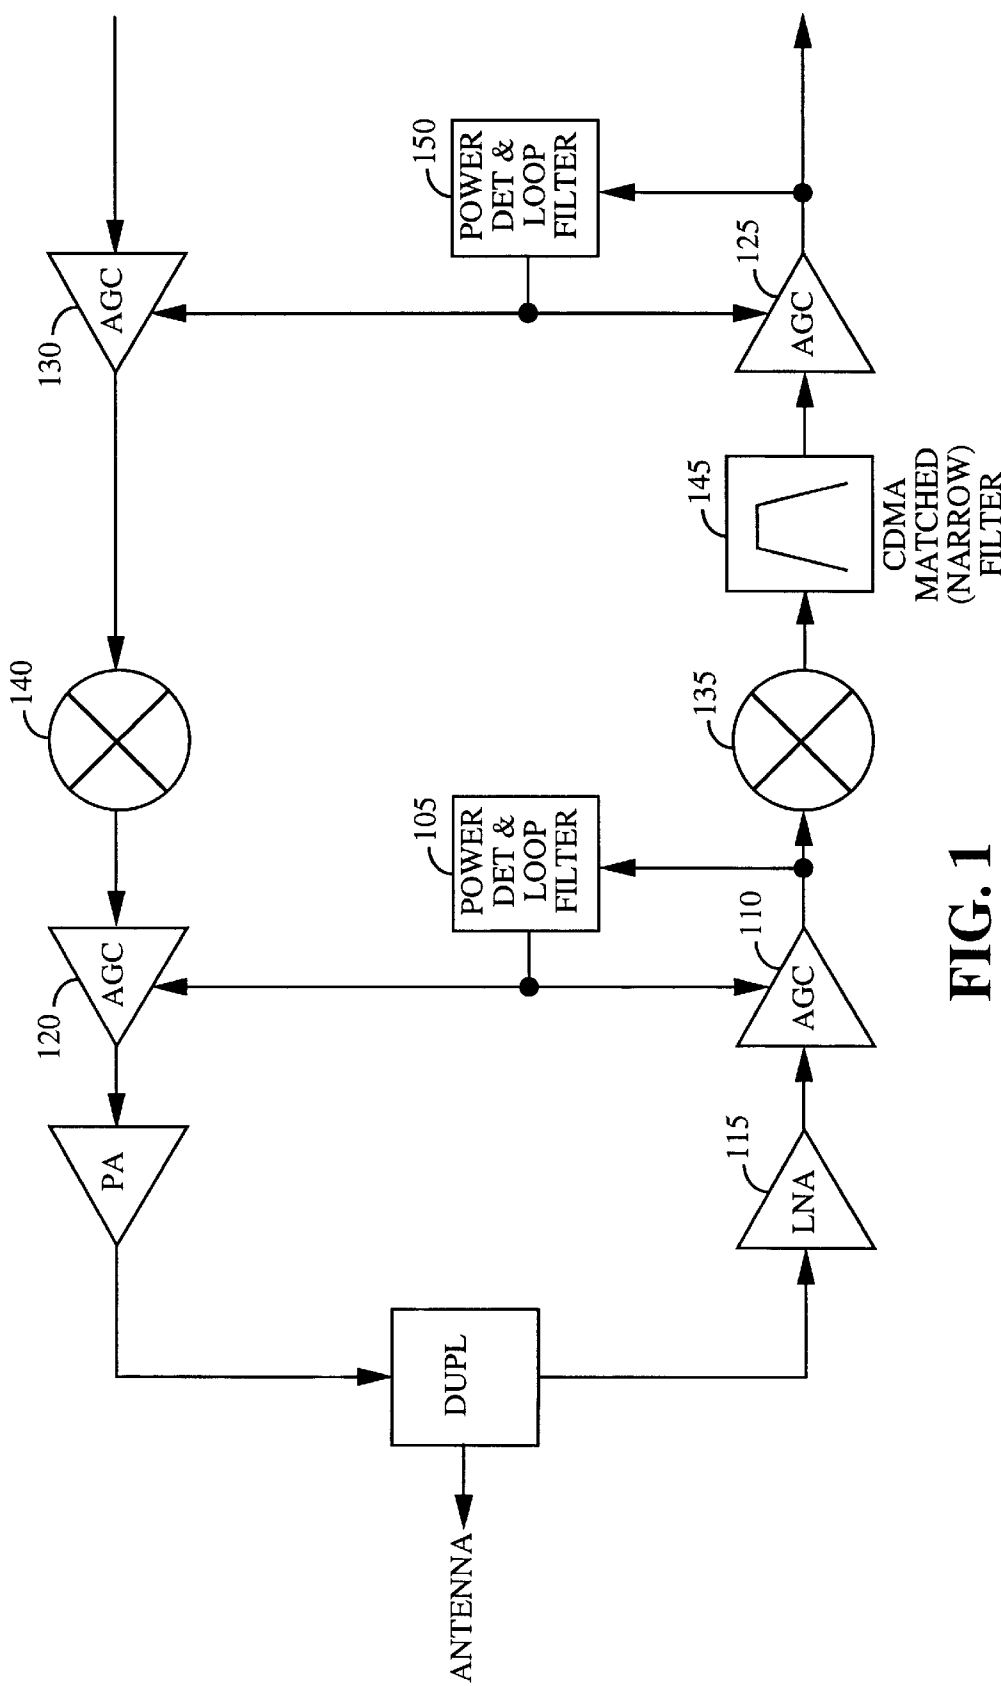 130
AGC
140
120
AGC
PA
150
POWER
DET &
LOOP
FILTER
105
POWER
DET &
LOOP
FILTER
DUPL
ANTENNA
125
AGC
145
CDMA
MATCHED
(NARROW)
FILTER
135
110
AGC
115
LNA
FIG. 1